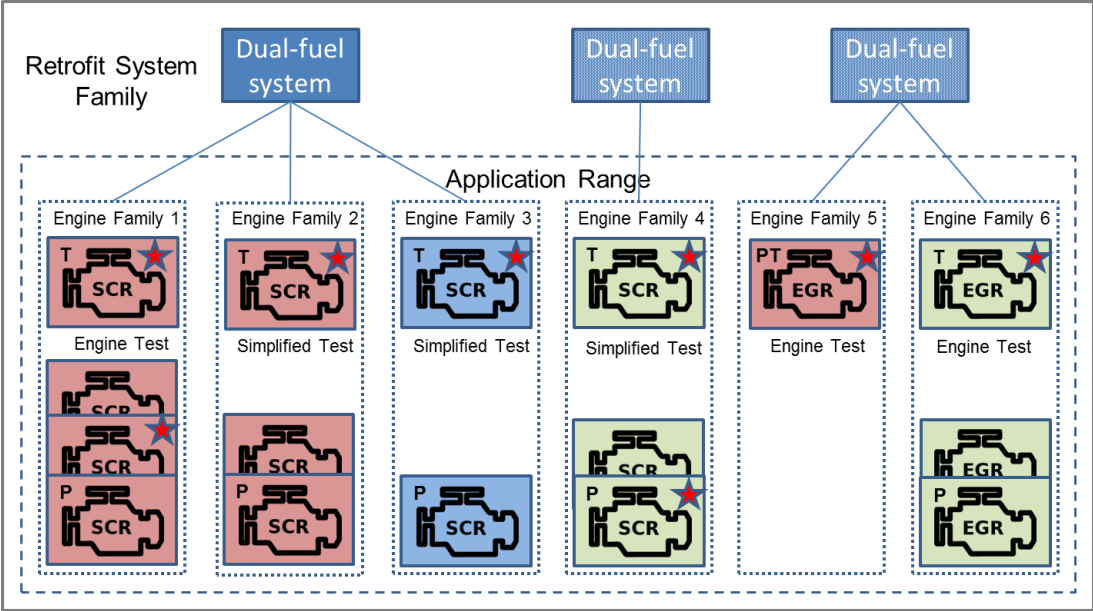 Retrofit System
Family
Dual-fuel
system
Dual-fuel
system
Dual-fuel
system
Application Range
Engine Family 1
T
SCR
Engine Test
SCR
SCR
P
SCR
Engine Family 2
T
SCR
Simplified Test
SCR
P
SCR
Engine Family 3
T
SCR
Simplified Test
P
SCR
Engine Family 4
T
SCR
Simplified Test
SCR
P
SCR
Engine Family 5
PT
EGR
Engine Test
Engine Family 6
T
EGR
Engine Test
EGR
P
EGR